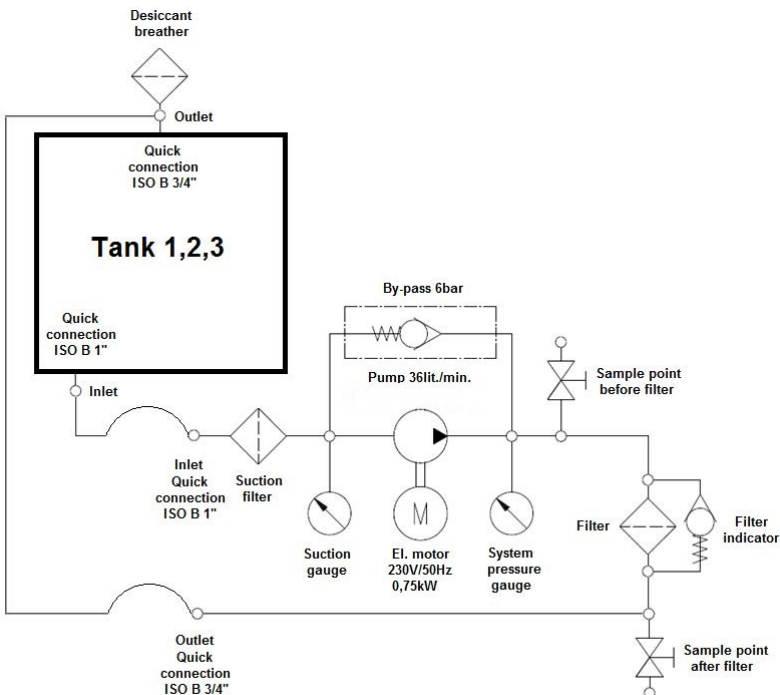 Desiccant
breather
Outlet
Quick
connection
ISO B 3/4"
Tank 1,2,3
Quick
connection
ISO B 1"
Inlet
By-pass 6bar
Pump 36lit./min.
Sample point
before filter
Inlet
Quick
connection
ISO B 1"
Suction
filter
Suction
gauge
M
El. motor
230V/50Hz
0,75kW
System
pressure
gauge
Filter
Filter
indicator
Outlet
Quick
connection
ISO B 3/4"
Sample point
after filter